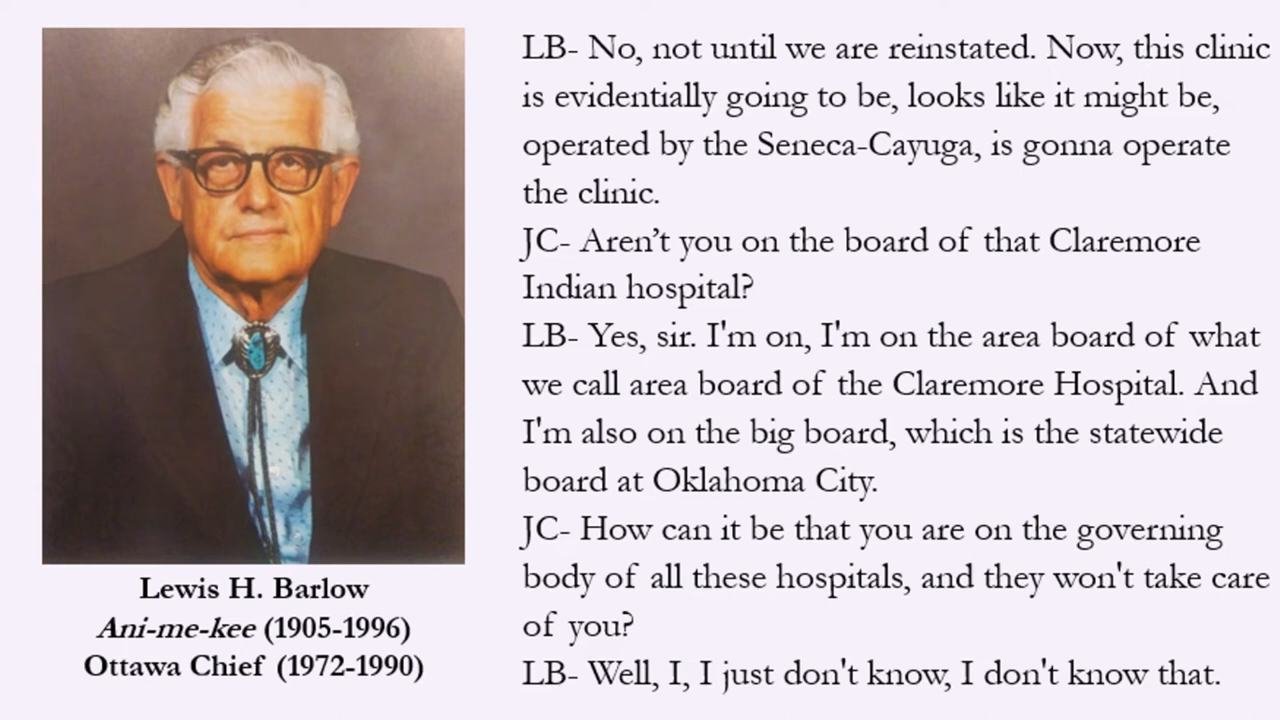 LB- No, not until we are reinstated. Now, this clinic
is evidentially going to be, looks like it might be,
operated by the Seneca-Cayuga, is gonna operate
the clinic.
JC- Aren’t you on the board of that Claremore
Indian hospital?
LB- Yes, sir. I'm on, I'm on the area board of what
we call area board of the Claremore Hospital. And
I'm also on the big board, which is the statewide
board at Oklahoma City.
JC- How can it be that you are on the governing
body of all these hospitals, and they won't take care
of you?
LB- Well, I, I just don't know, I don't know that.
Lewis H. Barlow
Ani-me-kee (1905-1996)
Ottawa Chief (1972-1990)